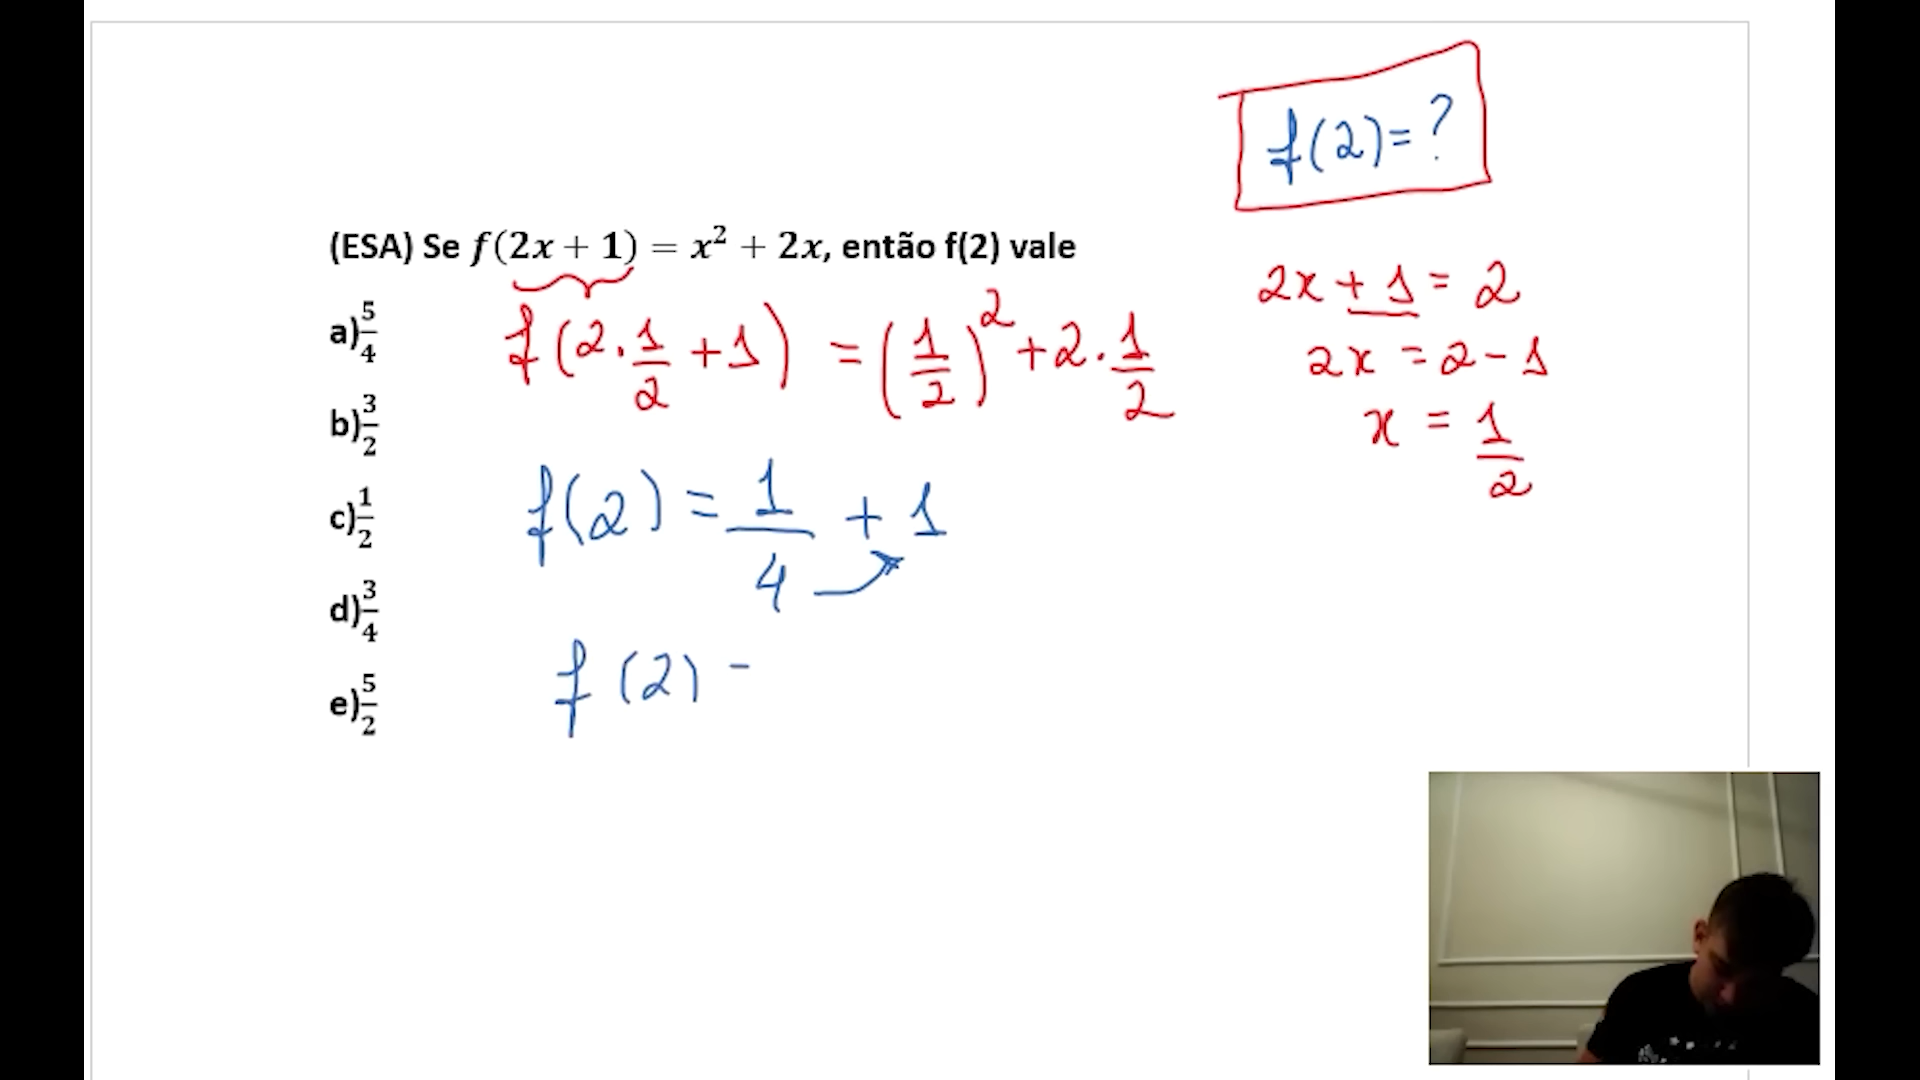 f(2)=?
(ESA) Se f(2x + 1) = x² + 2x, então f(2) vale
a) 5/4
b) 3/2
c) 1/2
d) 3/4
e) 5/2
f(2·1/2+1) = (1/2)²+2·1/2
f(2) = 1/4 + 1
f(2) -
2x + 1 = 2
2x = 2 - 1
x = 1/2